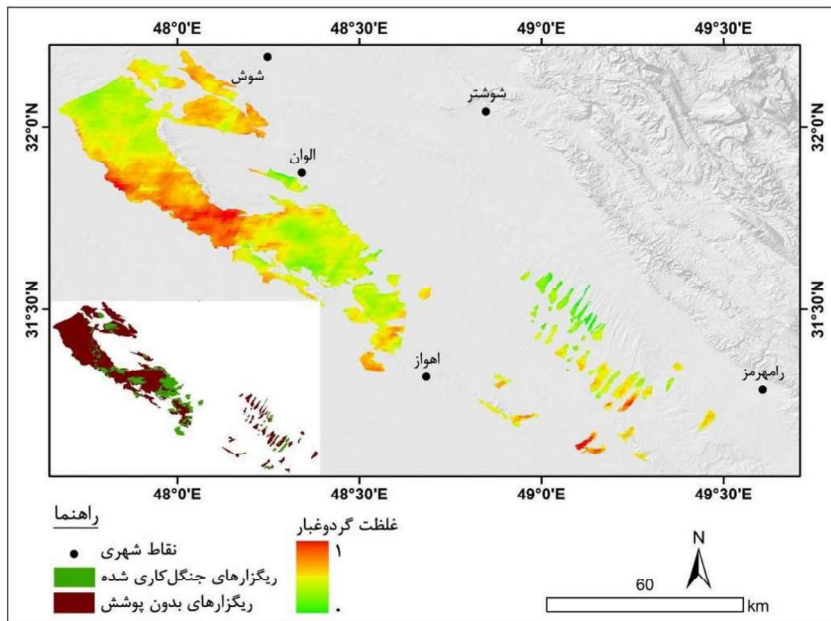 48°0'E 48°30'E 49°0'E 49°30'E
32°0'N
31°30'N
شوش
شوشتر
الوان
اهواز
رامهرمز
32°0'N
31°30'N
48°0'E 48°30'E 49°0'E 49°30'E
راهنما
نقاط شهری
ریگزارهای جنگل‌کاری شده
ریگزارهای بدون پوشش
غلظت گردوغبار
۱
۰
N
60
km